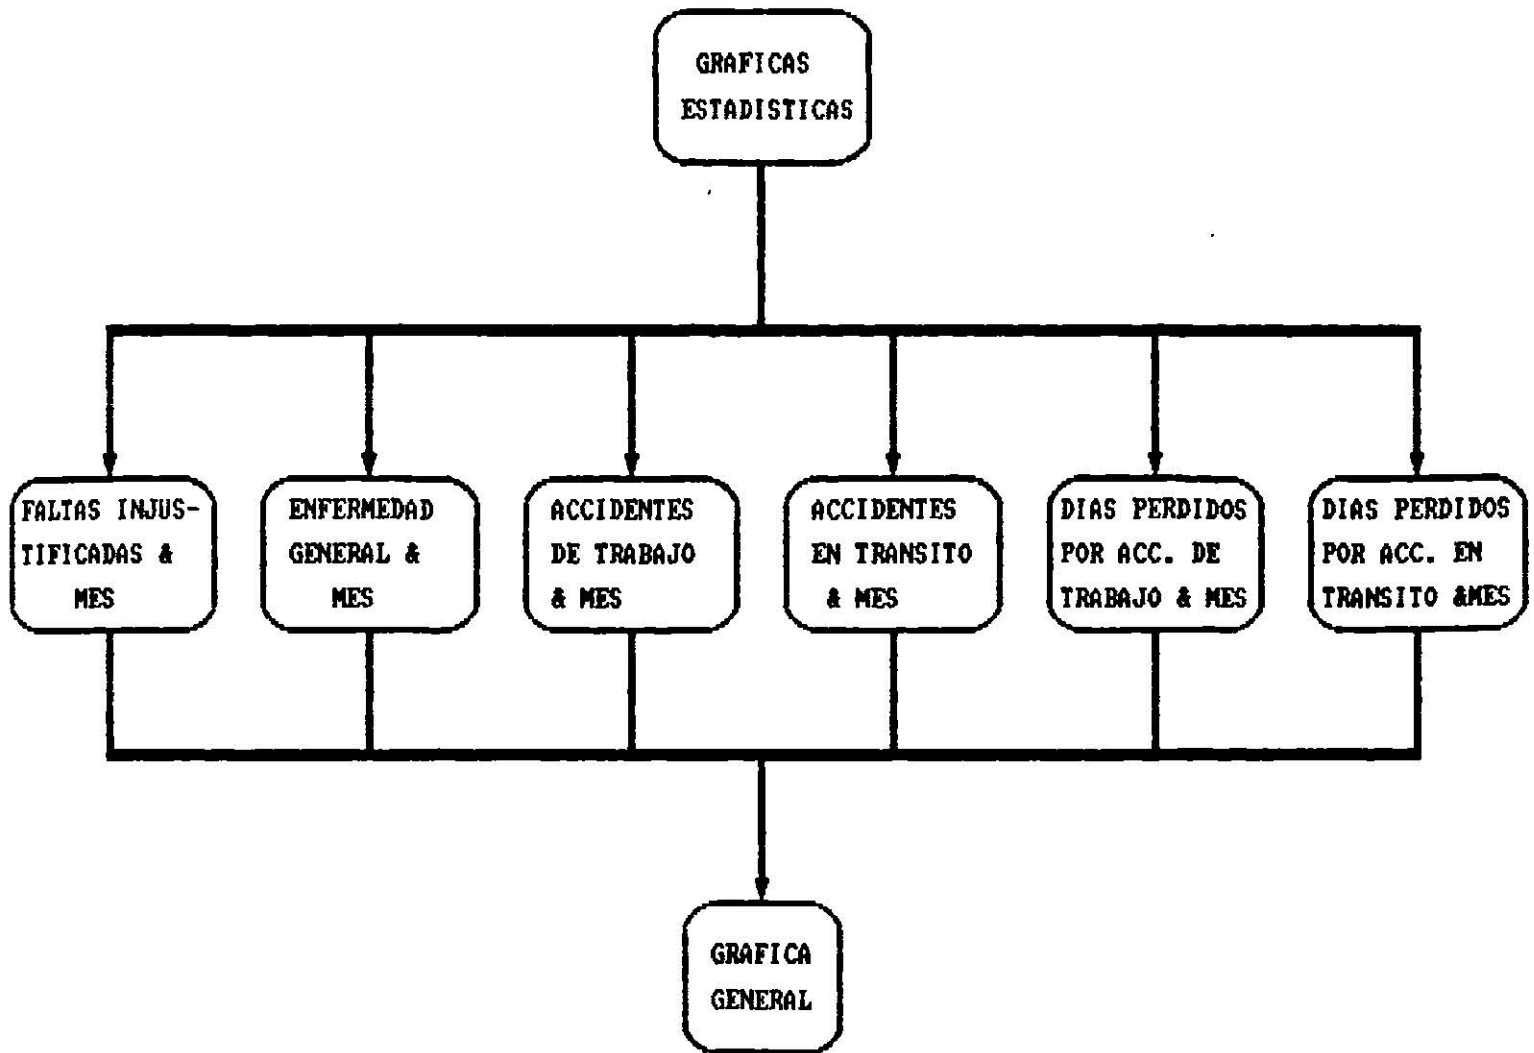 GRAFICAS
ESTADISTICAS
FALTAS INJUS-
TIFICADAS &
MES
ENFERMEDAD
GENERAL &
MES
ACCIDENTES
DE TRABAJO
& MES
ACCIDENTES
EN TRANSITO
& MES
DIAS PERDIDOS
POR ACC. DE
TRABAJO & MES
DIAS PERDIDOS
POR ACC. EN
TRANSITO &MES
GRAFICA
GENERAL